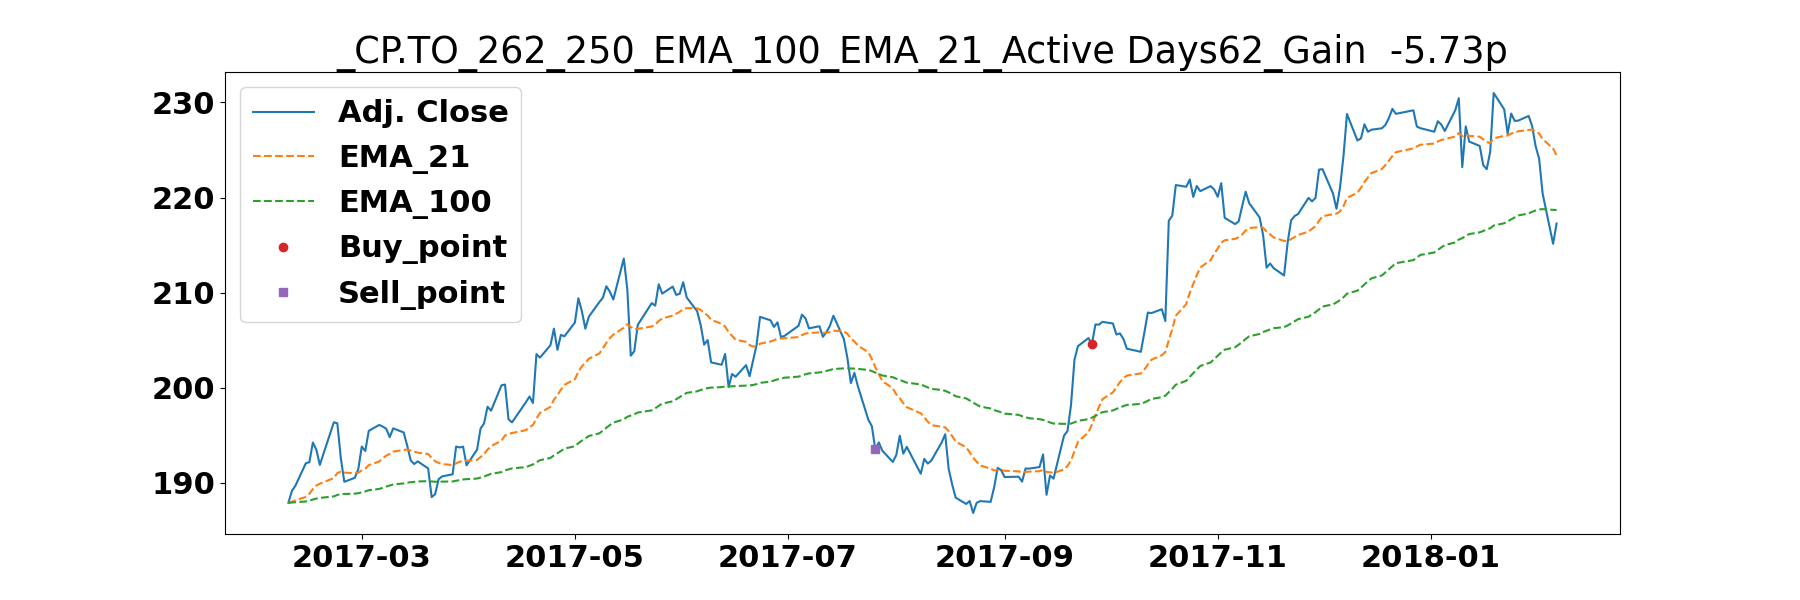 _CP.TO_262_250_EMA_100_EMA_21_Active Days62_Gain  -5.73p
230
220
210
200
190
Adj. Close
EMA_21
EMA_100
Buy_point
Sell_point
2017-03 2017-05 2017-07 2017-09 2017-11 2018-01